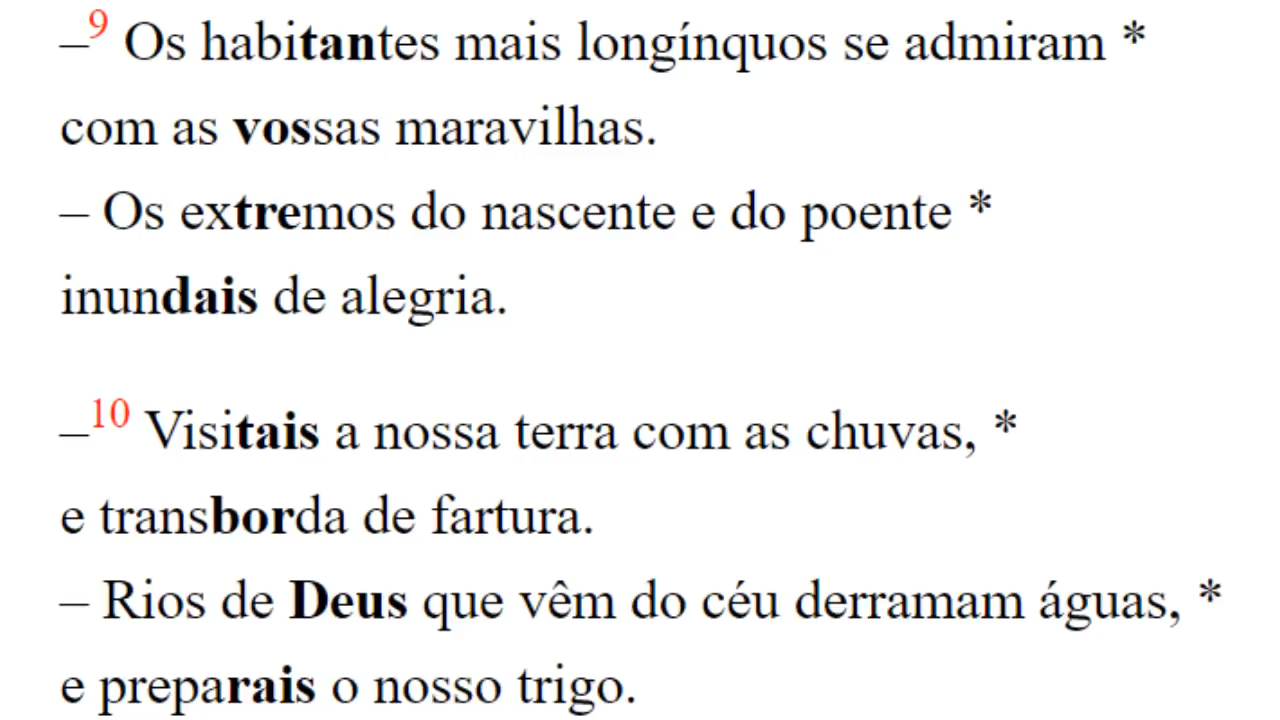 –9 Os habitantes mais longínquos se admiram *
com as vossas maravilhas.
– Os extremos do nascente e do poente *
inundais de alegria.
–10 Visitais a nossa terra com as chuvas, *
e transborda de fartura.
– Rios de Deus que vêm do céu derramam águas, *
e preparais o nosso trigo.